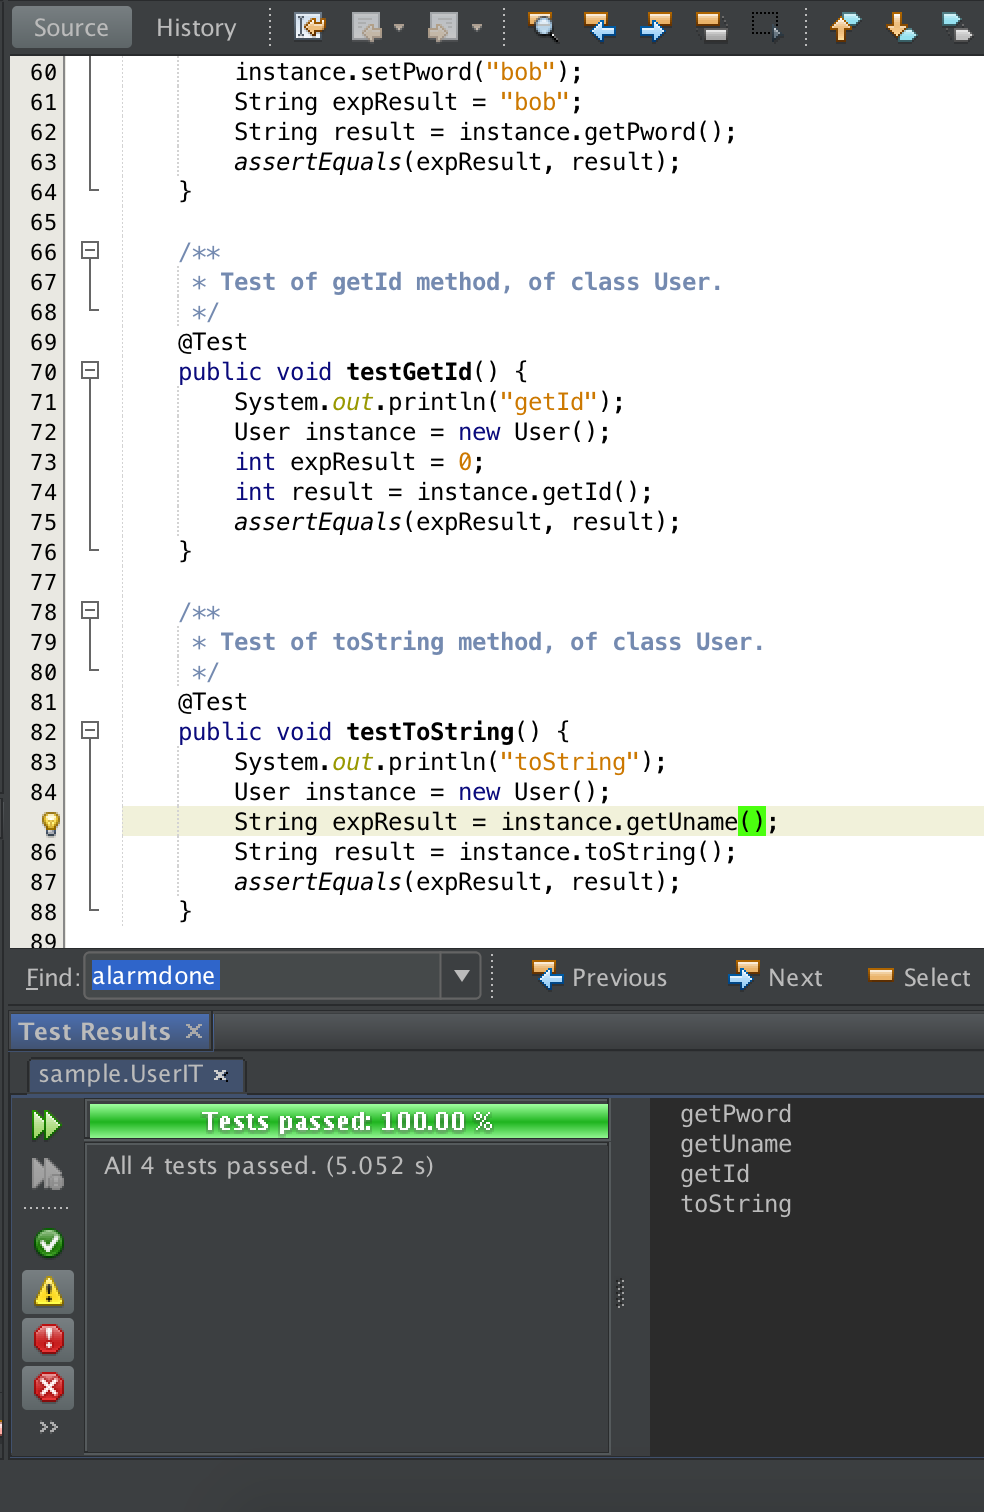 Source History
60 instance.setPword("bob");
61 String expResult = "bob";
62 String result = instance.getPword();
63 assertEquals(expResult, result);
64 }
65
66 /**
67 * Test of getId method, of class User.
68 */
69 @Test
70 public void testGetId() {
71 System.out.println("getId");
72 User instance = new User();
73 int expResult = 0;
74 int result = instance.getId();
75 assertEquals(expResult, result);
76 }
77
78 /**
79 * Test of toString method, of class User.
80 */
81 @Test
82 public void testToString() {
83 System.out.println("toString");
84 User instance = new User();
String expResult = instance.getUname();
86 String result = instance.toString();
87 assertEquals(expResult, result);
88 }
89
Find: alarmdone Previous Next Select
Test Results
sample.UserIT
Tests passed: 100.00 %
All 4 tests passed. (5.052 s)
getPword
getUname
getId
toString